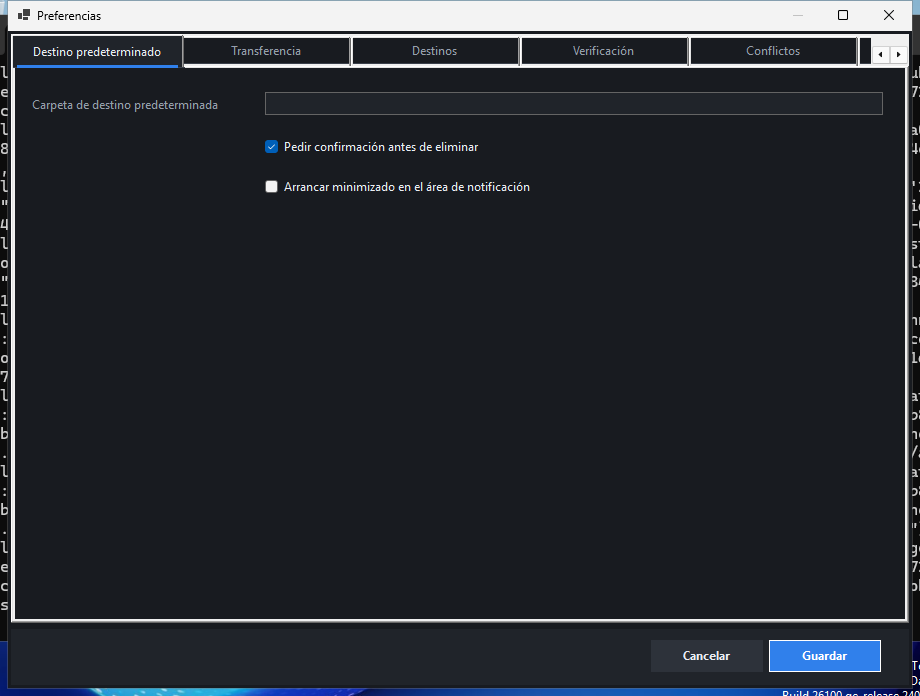 Preferencias
Destino predeterminado
Transferencia
Destinos
Verificación
Conflictos
Carpeta de destino predeterminada
Pedir confirmación antes de eliminar
Arrancar minimizado en el área de notificación
Cancelar
Guardar